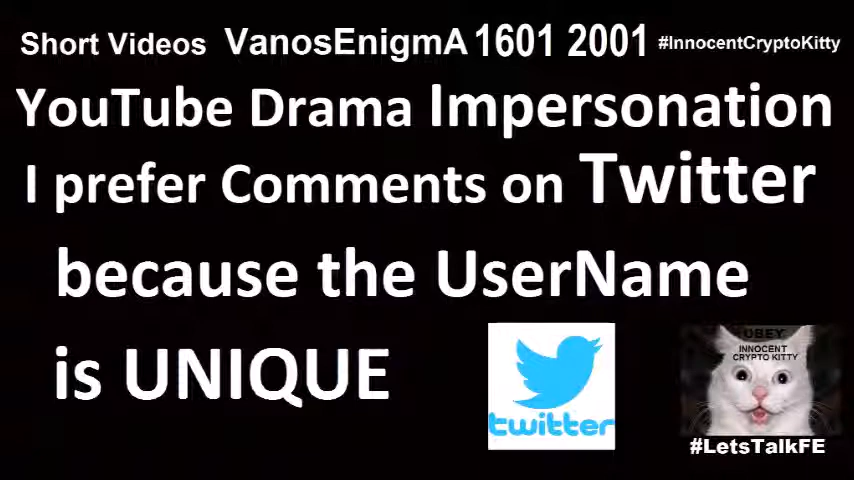 Short Videos VanosEnigmA 1601 2001 #InnocentCryptoKitty
YouTube Drama Impersonation
I prefer Comments on Twitter
because the UserName
is UNIQUE
twitter
OBEY
INNOCENT
CRYPTO KITTY
#LetsTalkFE